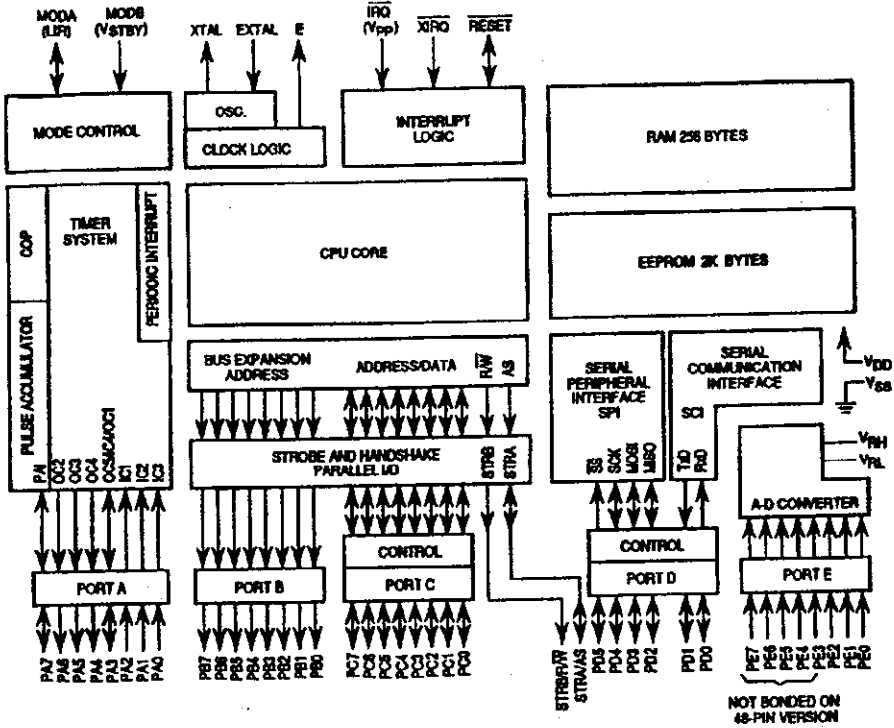 MODA
(LIR)
MODB
(VSTBY)
XTAL
EXTAL
E
IRQ
(VPP)
XIRQ
RESET
MODE CONTROL
OSC.
CLOCK LOGIC
INTERRUPT
LOGIC
RAM 256 BYTES
COP
TIMER
SYSTEM
PERIODIC INTERRUPT
CPU CORE
EEPROM 2K BYTES
PULSE ACCUMULATOR
PAI
OC2
OC3
OC4
OC5/IC4/OC1
IC1
IC2
IC3
BUS EXPANSION
ADDRESS
ADDRESS/DATA
R/W
AS
STROBE AND HANDSHAKE
PARALLEL I/O
STRB
STRA
SERIAL
PERIPHERAL
INTERFACE
SPI
SS
SCK
MOSI
MISO
SERIAL
COMMUNICATION
INTERFACE
SCI
TxD
RxD
VDD
VSS
VRH
VRL
A-D CONVERTER
CONTROL
CONTROL
PORT A
PORT B
PORT C
PORT D
PORT E
PA7
PA6
PA5
PA4
PA3
PA2
PA1
PA0
PB7
PB6
PB5
PB4
PB3
PB2
PB1
PB0
PC7
PC6
PC5
PC4
PC3
PC2
PC1
PC0
STRB/R/W
STRA/AS
PD5
PD4
PD3
PD2
PD1
PD0
PE7
PE6
PE5
PE4
PE3
PE2
PE1
PE0
NOT BONDED ON
48-PIN VERSION